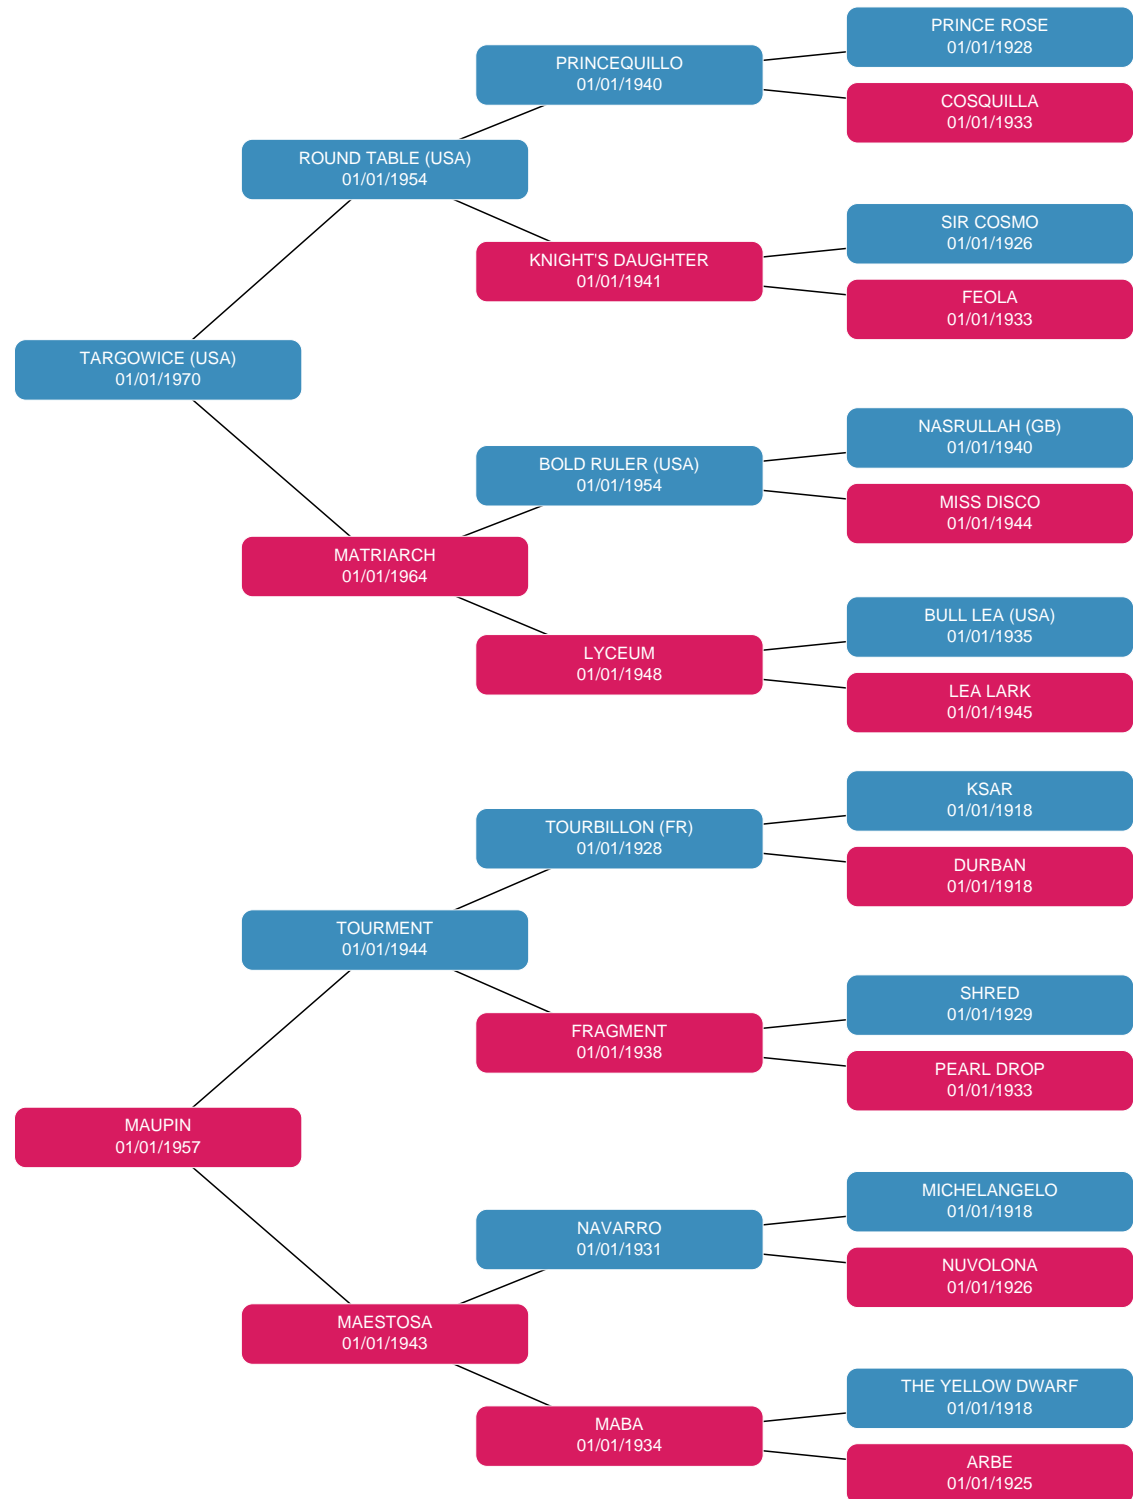 PRINCE ROSE
01/01/1928
PRINCEQUILLO
01/01/1940
COSQUILLA
01/01/1933
ROUND TABLE (USA)
01/01/1954
SIR COSMO
01/01/1926
KNIGHT'S DAUGHTER
01/01/1941
FEOLA
01/01/1933
TARGOWICE (USA)
01/01/1970
NASRULLAH (GB)
01/01/1940
BOLD RULER (USA)
01/01/1954
MISS DISCO
01/01/1944
MATRIARCH
01/01/1964
BULL LEA (USA)
01/01/1935
LYCEUM
01/01/1948
LEA LARK
01/01/1945
KSAR
01/01/1918
TOURBILLON (FR)
01/01/1928
DURBAN
01/01/1918
TOURMENT
01/01/1944
SHRED
01/01/1929
FRAGMENT
01/01/1938
PEARL DROP
01/01/1933
MAUPIN
01/01/1957
MICHELANGELO
01/01/1918
NAVARRO
01/01/1931
NUVOLONA
01/01/1926
MAESTOSA
01/01/1943
THE YELLOW DWARF
01/01/1918
MABA
01/01/1934
ARBE
01/01/1925